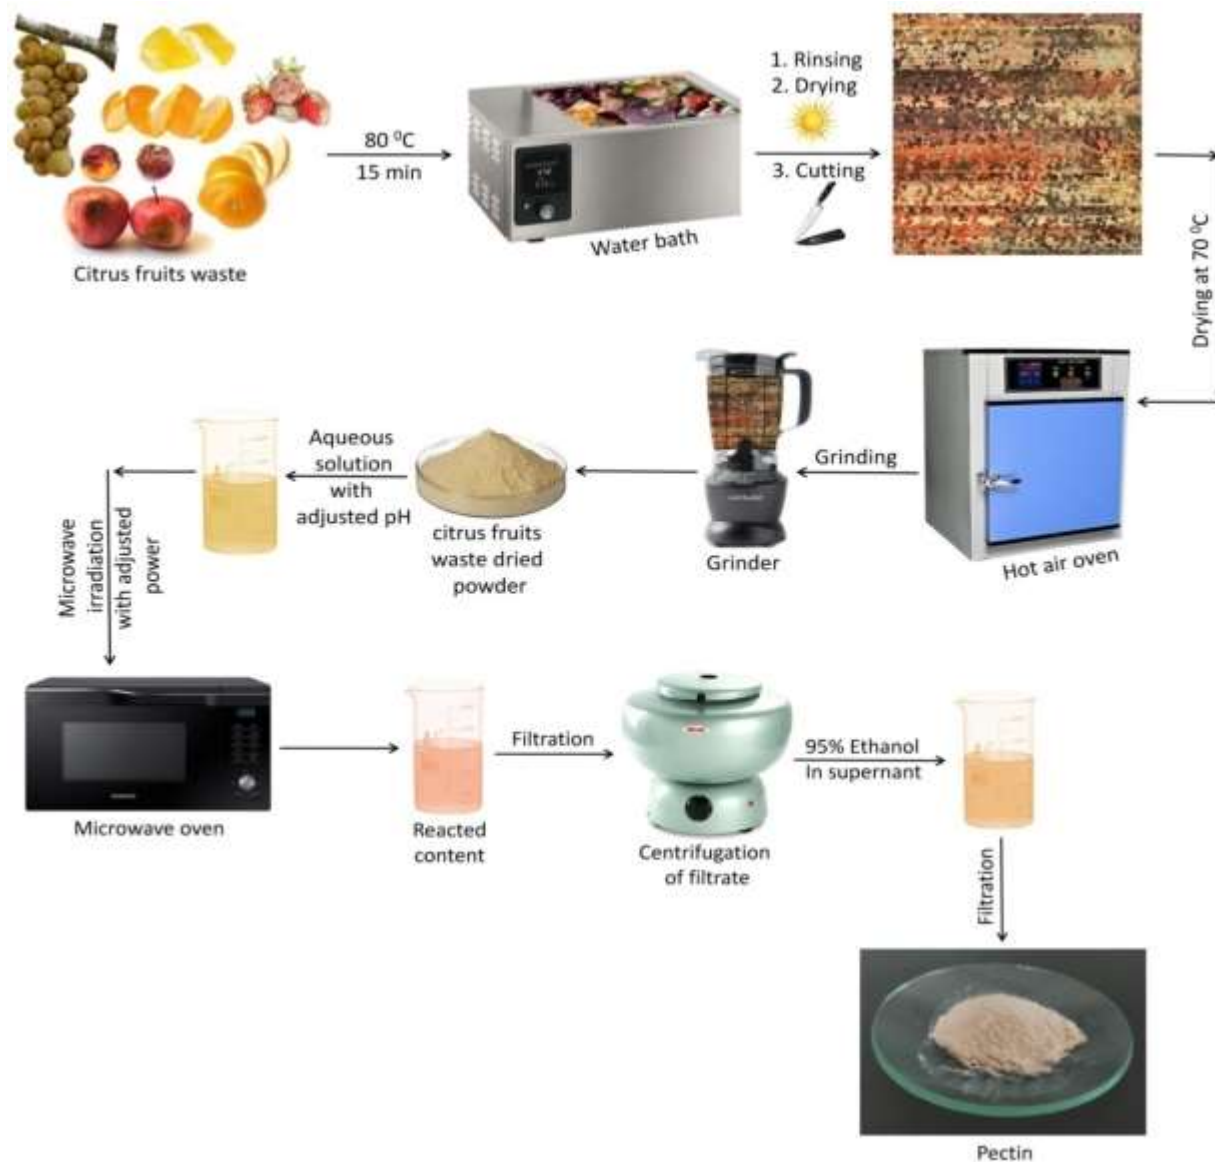 80 ⁰C
15 min
1. Rinsing
2. Drying
3. Cutting
Citrus fruits waste
Water bath
Drying at 70 ⁰C
Hot air oven
Grinding
Grinder
citrus fruits
waste dried
powder
Aqueous
solution
with
adjusted pH
Microwave
irradiation
with adjusted
power
Microwave oven
Reacted
content
Filtration
Centrifugation
of filtrate
95% Ethanol
In supernant
Filtration
Pectin